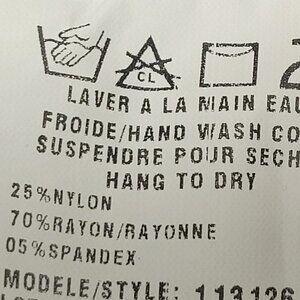 CL
LAVER A LA MAIN EAU
FROIDE/HAND WASH CO
SUSPENDRE POUR SECH
HANG TO DRY
25%NYLON
70%RAYON/RAYONNE
05%SPANDEX
MODELE/STYLE: 113126